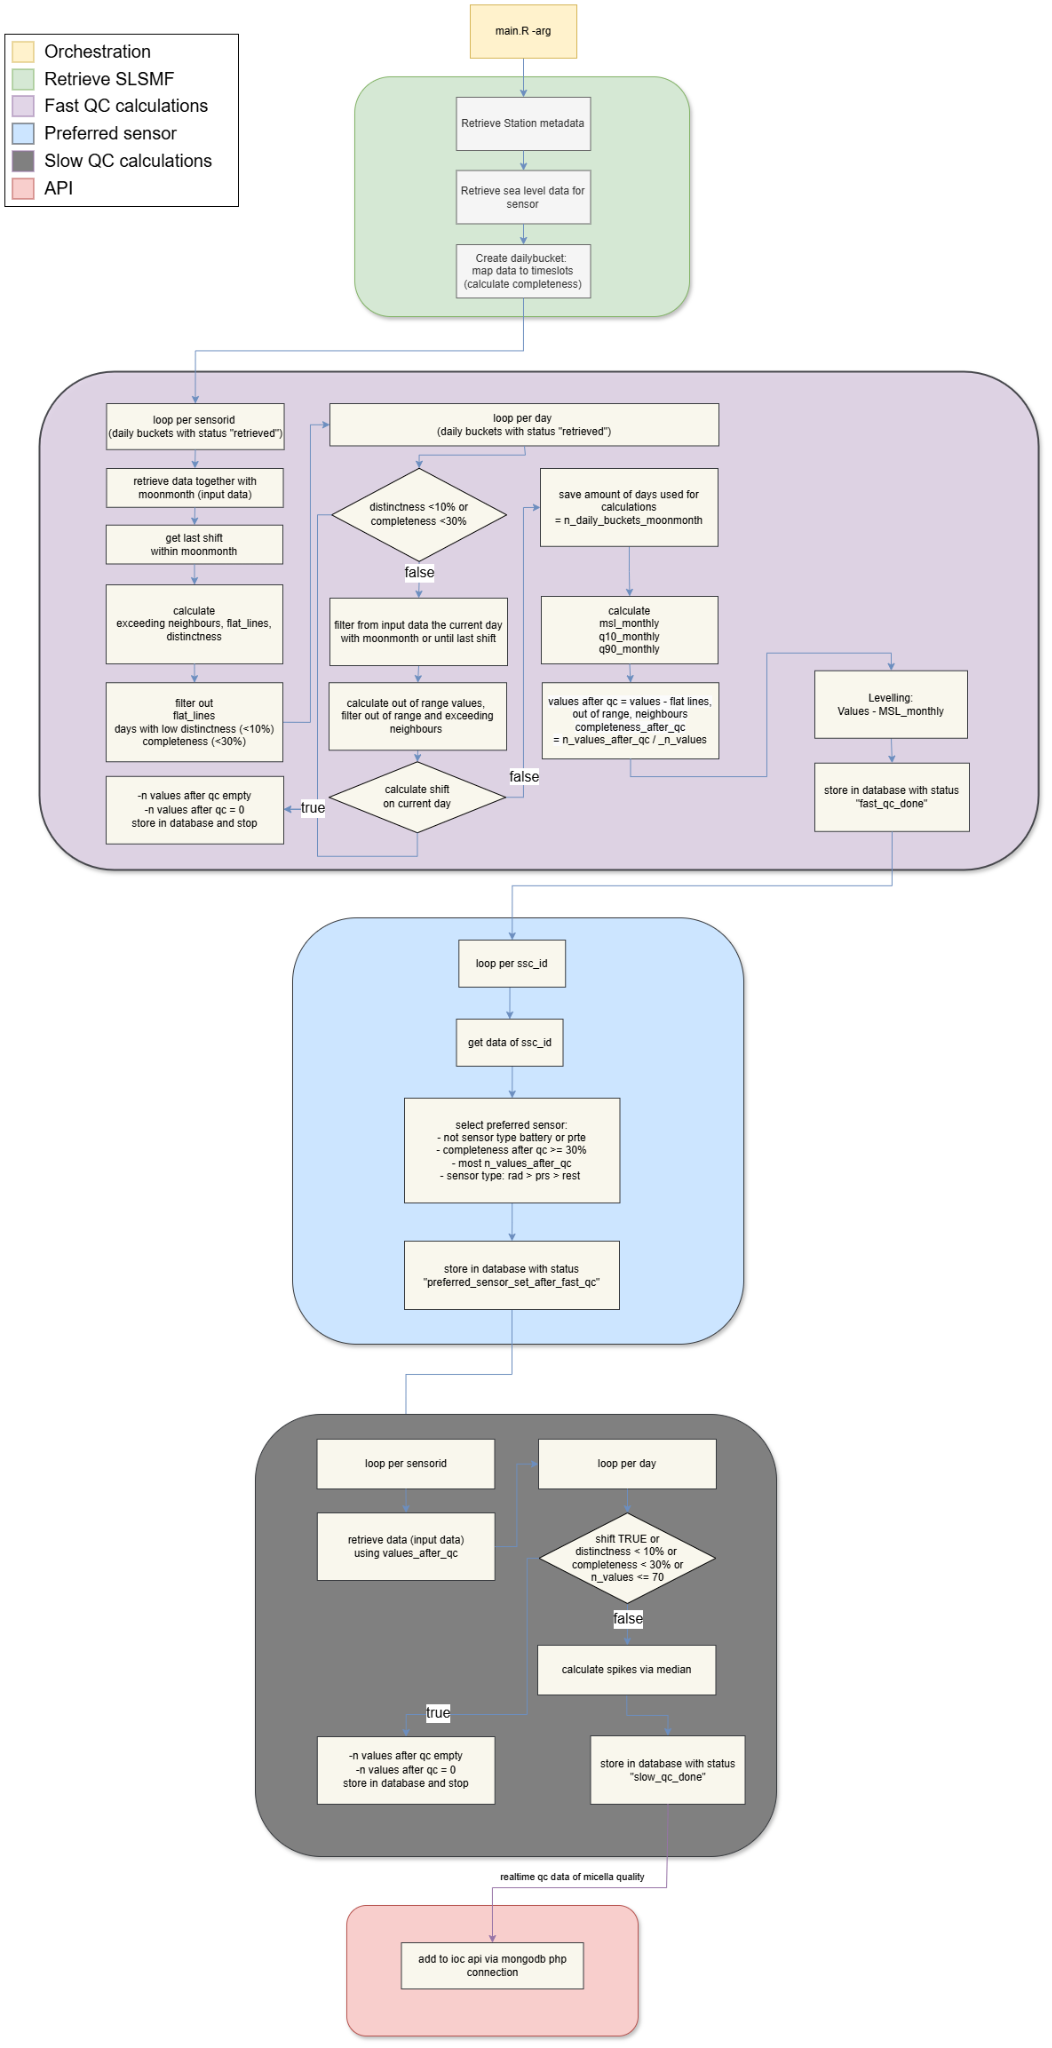 main.R -arg
Orchestration
Retrieve SLSMF
Fast QC calculations
Preferred sensor
Slow QC calculations
API
Retrieve Station metadata
Retrieve sea level data for
sensor
Create dailybucket:
map data to timeslots
(calculate completeness)
loop per sensorid
(daily buckets with status "retrieved")
retrieve data together with
moonmonth (input data)
get last shift
within moonmonth
calculate
exceeding neighbours, flat_lines,
distinctness
filter out
flat_lines
days with low distinctness (<10%)
completeness (<30%)
-n values after qc empty
-n values after qc = 0
store in database and stop
loop per day
(daily buckets with status "retrieved")
distinctness <10% or
completeness <30%
false
filter from input data the current day
with moonmonth or until last shift
calculate out of range values,
filter out of range and exceeding
neighbours
calculate shift
on current day
true
false
save amount of days used for
calculations
= n_daily_buckets_moonmonth
calculate
msl_monthly
q10_monthly
q90_monthly
values after qc = values - flat lines,
out of range, neighbours
completeness_after_qc
= n_values_after_qc / _n_values
Levelling:
Values - MSL_monthly
store in database with status
"fast_qc_done"
loop per ssc_id
get data of ssc_id
select preferred sensor:
- not sensor type battery or prte
- completeness after qc >= 30%
- most n_values_after_qc
- sensor type: rad > prs > rest
store in database with status
"preferred_sensor_set_after_fast_qc"
loop per sensorid
retrieve data (input data)
using values_after_qc
loop per day
shift TRUE or
distinctness < 10% or
completeness < 30% or
n_values <= 70
false
calculate spikes via median
true
-n values after qc empty
-n values after qc = 0
store in database and stop
store in database with status
"slow_qc_done"
realtime qc data of micella quality
add to ioc api via mongodb php
connection